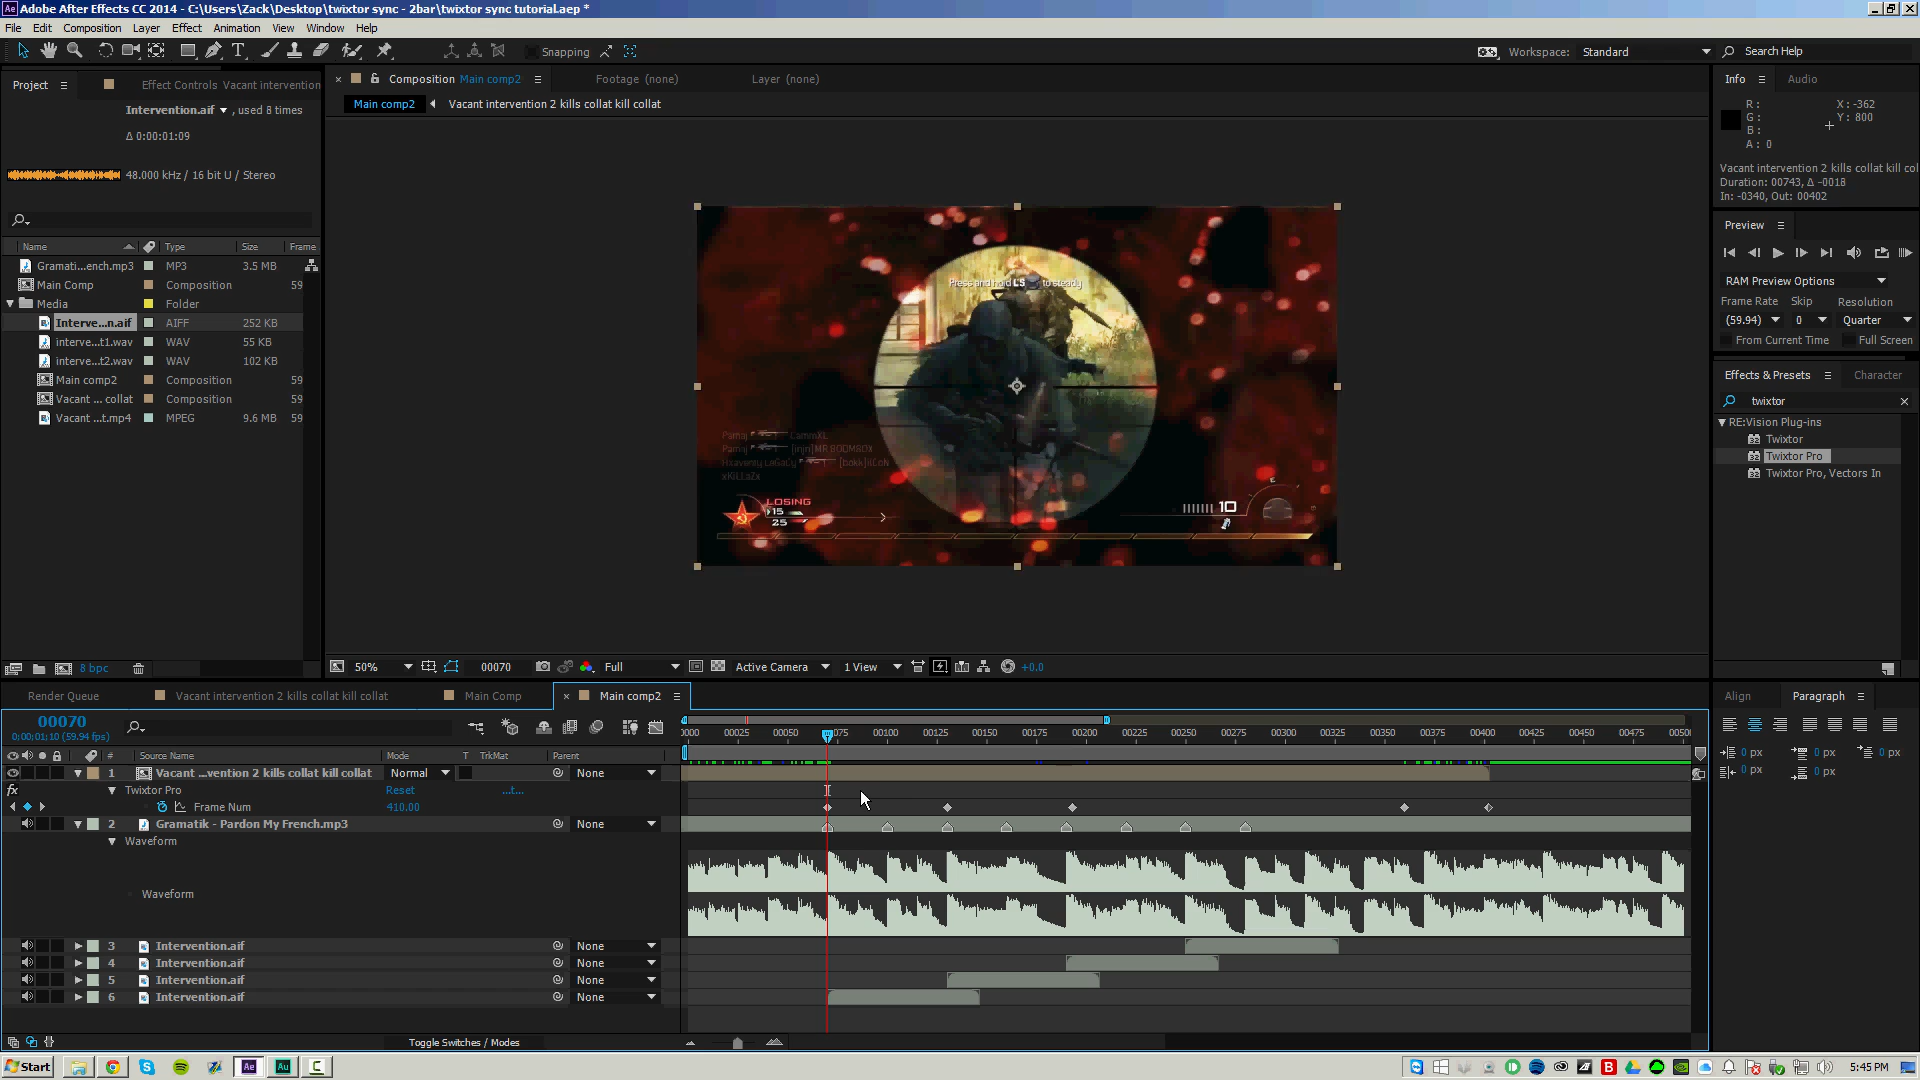 Adobe After Effects CC 2014 - C:\Users\Zack\Desktop\twixtor sync - 2bar\twixtor sync tutorial.aep *
File Edit Composition Layer Effect Animation View Window Help
Snapping
Workspace: Standard
Search Help
Project
Effect Controls Vacant intervention
Intervention.aif , used 8 times
Δ 0:00:01:09
48.000 kHz / 16 bit U / Stereo
Name Type Size Frame
Gramati...ench.mp3 MP3 3.5 MB
Main Comp Composition 59
Media Folder
Interve...n.aif AIFF 252 KB
interve...t1.wav WAV 55 KB
interve...t2.wav WAV 102 KB
Main comp2 Composition 59
Vacant ... collat Composition 59
Vacant ...t.mp4 MPEG 9.6 MB 59
8 bpc
Composition Main comp2
Footage (none)
Layer (none)
Main comp2 Vacant intervention 2 kills collat kill collat
Press and hold LS to steady
Pamaj LammXL
Pamaj [injn]MR BOOMBOX
xKiLLaZx
LOSING
15
25
10
50% 00070 Full Active Camera 1 View +0.0
Info Audio
R : X : -362
G : Y : 800
B :
A : 0
Vacant intervention 2 kills collat kill col
Duration: 00743, Δ -0018
In: -0340, Out: 00402
Preview
RAM Preview Options
Frame Rate Skip Resolution
(59.94) 0 Quarter
From Current Time Full Screen
Effects & Presets Character
twixtor
RE:Vision Plug-ins
Twixtor
Twixtor Pro
Twixtor Pro, Vectors In
Render Queue
Vacant intervention 2 kills collat kill collat
Main Comp
Main comp2
00070
0:00:01:10 (59.94 fps)
0000 00025 00050 00075 00100 00125 00150 00175 00200 00225 00250 00275 00300 00325 00350 00375 00400 00425 00450 00475 0050
# Source Name Mode T TrkMat Parent
1 Vacant ...vention 2 kills collat kill collat Normal None
fx Twixtor Pro Reset ...t...
Frame Num 410.00
2 Gramatik - Pardon My French.mp3 None
Waveform
Waveform
3 Intervention.aif None
4 Intervention.aif None
5 Intervention.aif None
6 Intervention.aif None
Toggle Switches / Modes
Align Paragraph
0 px 0 px 0 px
0 px 0 px
Start
5:45 PM